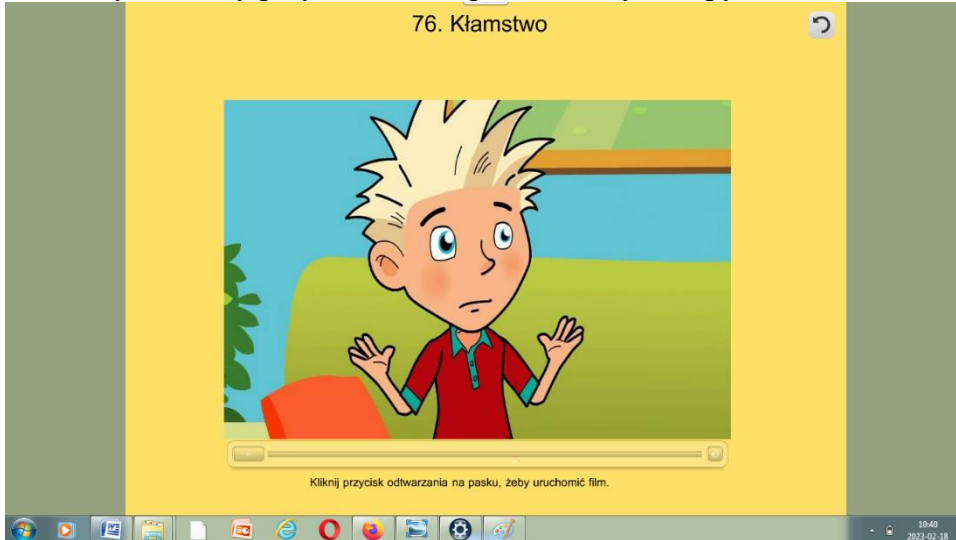 76. Kłamstwo
Kliknij przycisk odtwarzania na pasku, żeby uruchomić film.
10:40
2023-02-18